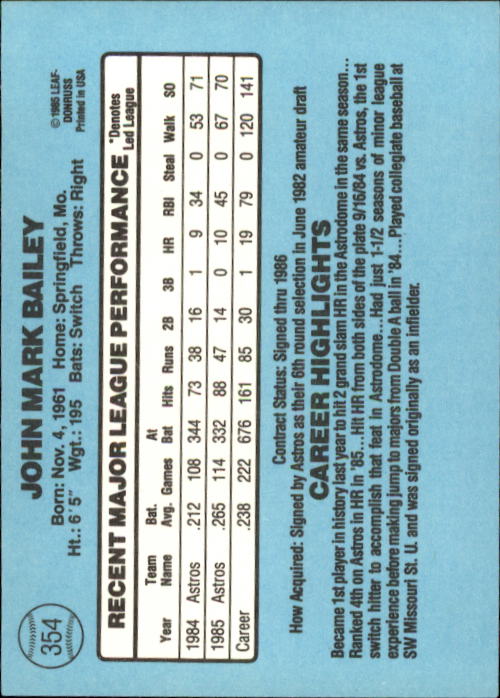 354
JOHN MARK BAILEY
Born: Nov. 4, 1961 Home: Springfield, Mo.
Ht.: 6' 5" Wgt.: 195 Bats: Switch Throws: Right
©1985 LEAF-
DONRUSS
Printed in USA
RECENT MAJOR LEAGUE PERFORMANCE *Denotes Led League
Year Team Name Bat. Avg. Games At Bat Hits Runs 2B 3B HR RBI Steal Walk SO
1984 Astros .212 108 344 73 38 16 1 9 34 0 53 71
1985 Astros .265 114 332 88 47 14 0 10 45 0 67 70
Career .238 222 676 161 85 30 1 19 79 0 120 141
Contract Status: Signed thru 1986
How Acquired: Signed by Astros as their 6th round selection in June 1982 amateur draft
CAREER HIGHLIGHTS
Became 1st player in history last year to hit 2 grand slam HR in the Astrodome in the same season...
Ranked 4th on Astros in HR in '85....Hit HR from both sides of the plate 9/16/84 vs. Astros, the 1st
switch hitter to accomplish that feat in Astrodome...Had just 1-1/2 seasons of minor league
experience before making jump to majors from Double A ball in '84....Played collegiate baseball at
SW Missouri St. U. and was signed originally as an infielder.